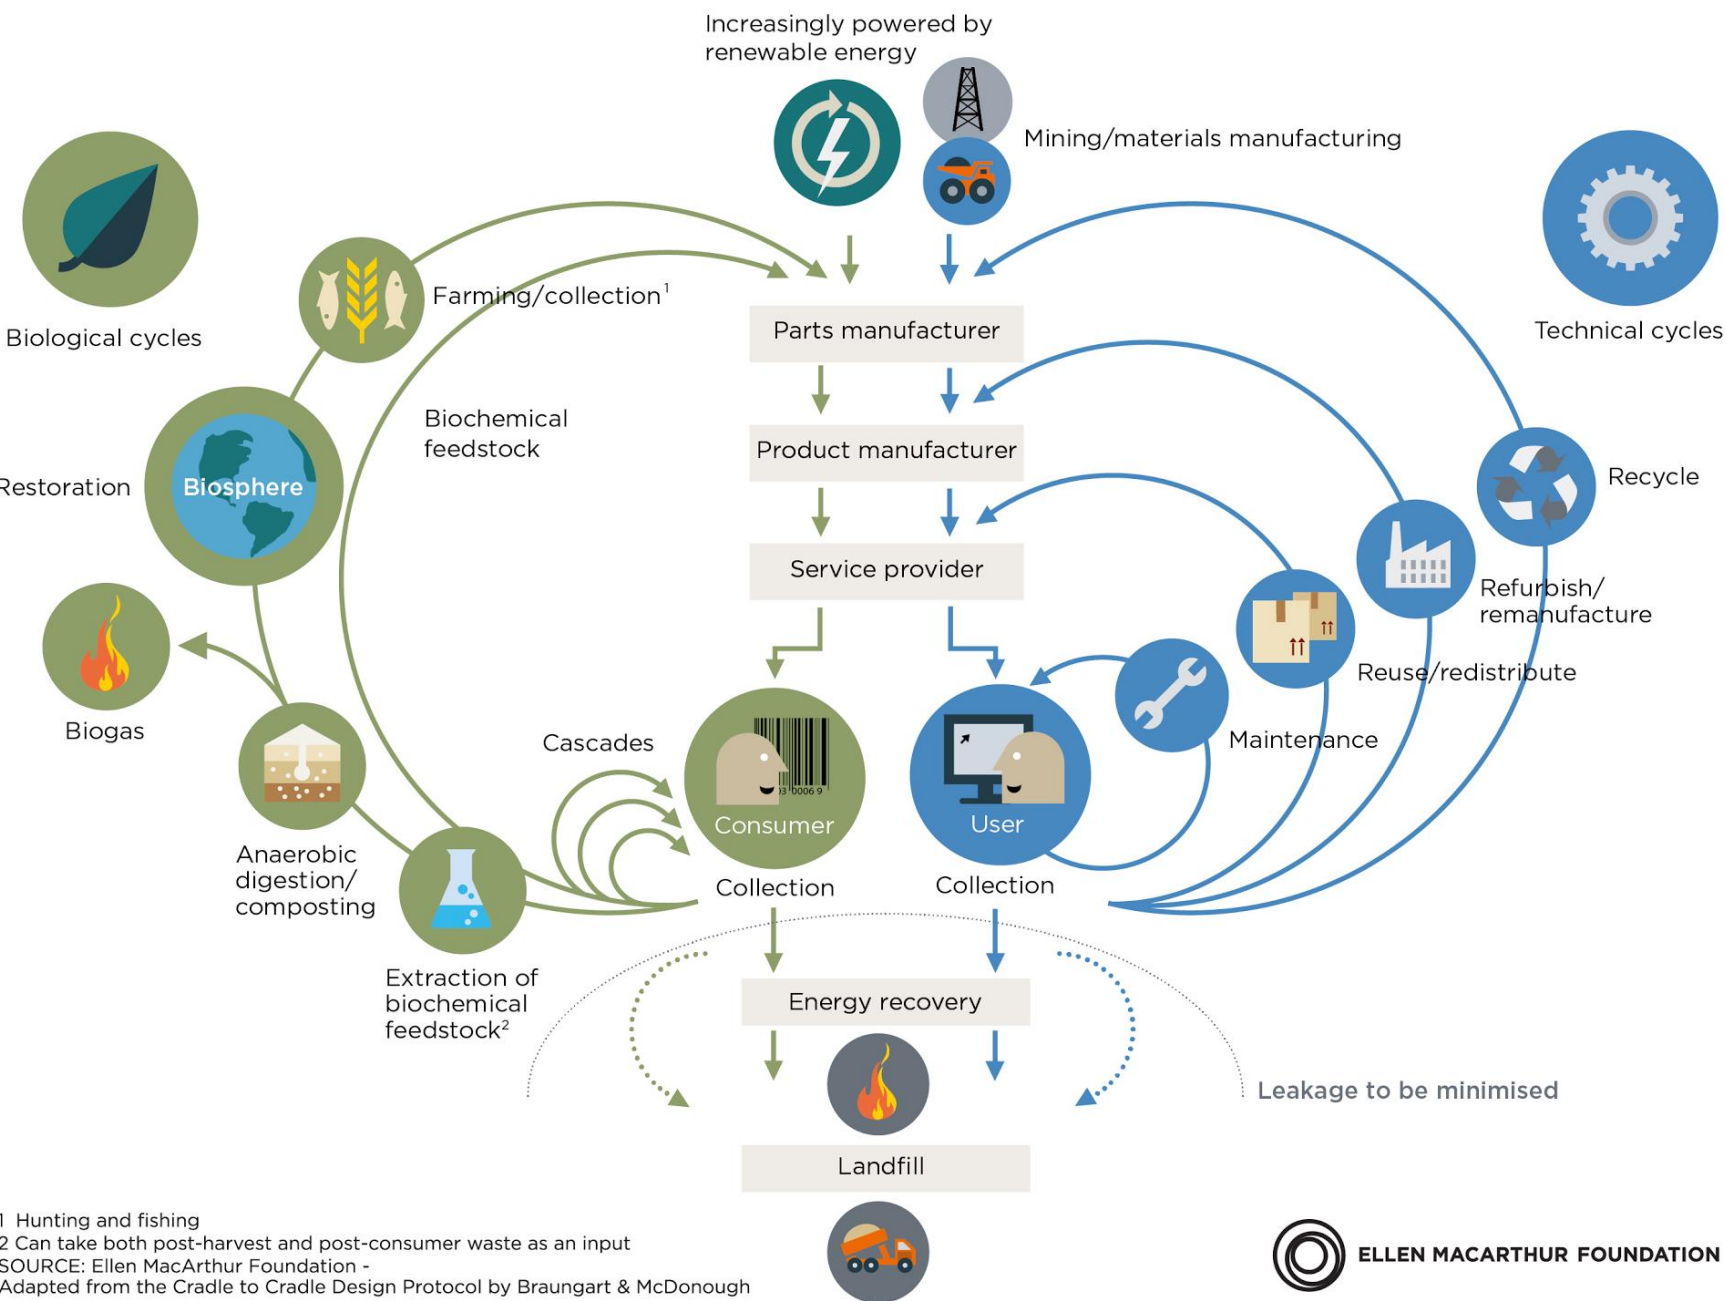 Increasingly powered by
renewable energy
Mining/materials manufacturing
Biological cycles
Technical cycles
Farming/collection¹
Parts manufacturer
Biochemical
feedstock
Product manufacturer
Restoration
Biosphere
Recycle
Service provider
Refurbish/
remanufacture
Reuse/redistribute
Biogas
Cascades
Maintenance
03 0006 9
Consumer
User
Anaerobic
digestion/
composting
Collection
Collection
Extraction of
biochemical
feedstock²
Energy recovery
Leakage to be minimised
Landfill
1 Hunting and fishing
2 Can take both post-harvest and post-consumer waste as an input
SOURCE: Ellen MacArthur Foundation -
Adapted from the Cradle to Cradle Design Protocol by Braungart & McDonough
ELLEN MACARTHUR FOUNDATION